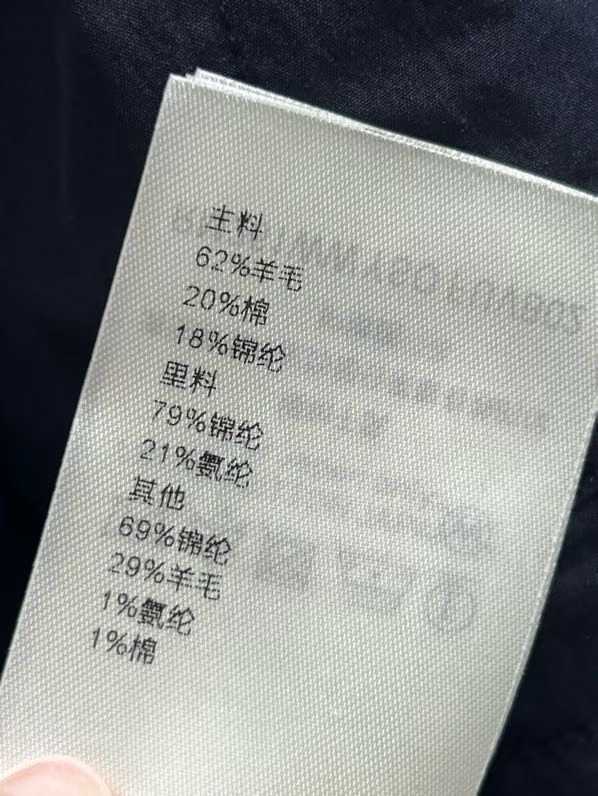 主料
62%羊毛
20%棉
18%锦纶
里料
79%锦纶
21%氨纶
其他
69%锦纶
29%羊毛
1%氨纶
1%棉